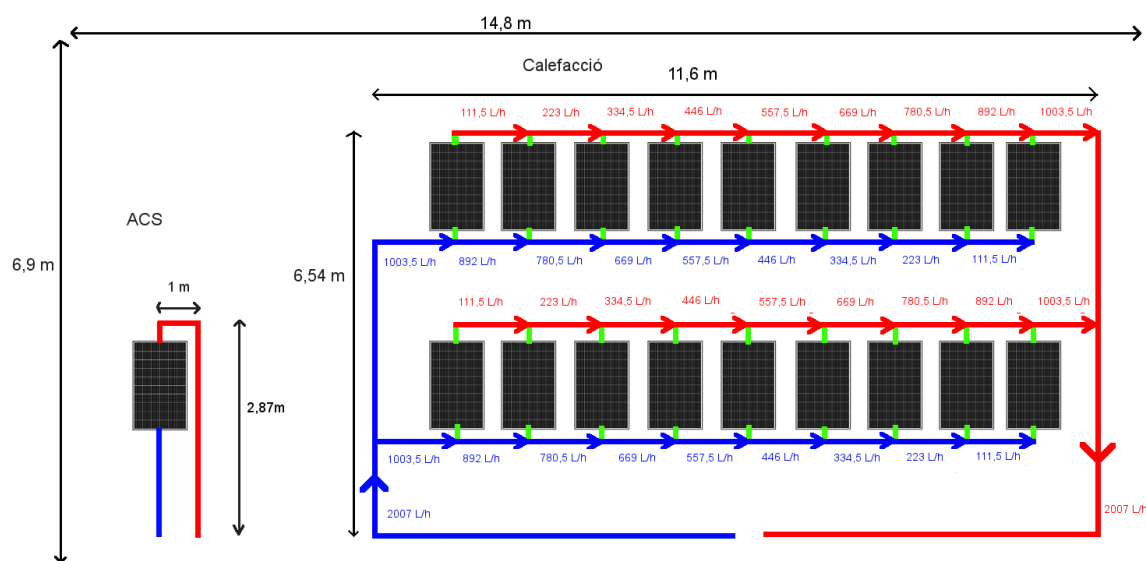 14,8 m
Calefacció
11,6 m
111,5 L/h 223 L/h 334,5 L/h 446 L/h 557,5 L/h 669 L/h 780,5 L/h 892 L/h 1003,5 L/h
ACS
6,9 m
6,54 m
1003,5 L/h 892 L/h 780,5 L/h 669 L/h 557,5 L/h 446 L/h 334,5 L/h 223 L/h 111,5 L/h
1 m
111,5 L/h 223 L/h 334,5 L/h 446 L/h 557,5 L/h 669 L/h 780,5 L/h 892 L/h 1003,5 L/h
2,87m
1003,5 L/h 892 L/h 780,5 L/h 669 L/h 557,5 L/h 446 L/h 334,5 L/h 223 L/h 111,5 L/h
2007 L/h
2007 L/h